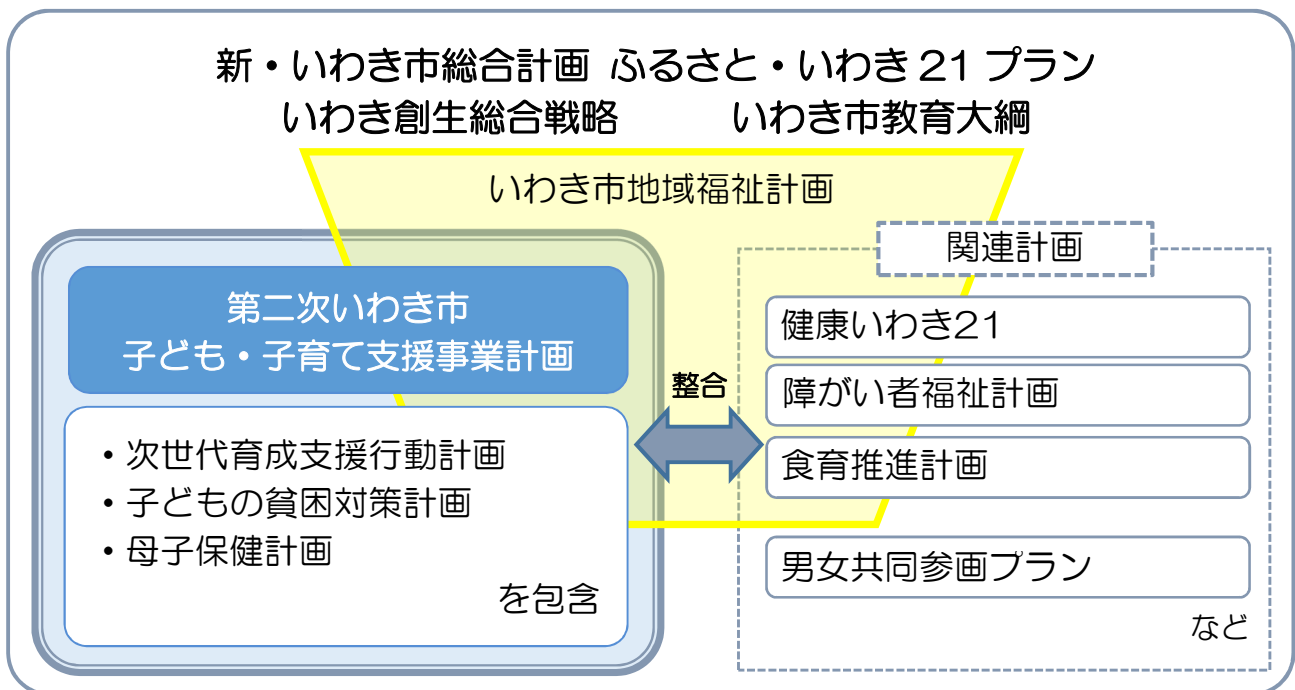 新・いわき市総合計画 ふるさと・いわき21 プラン
いわき創生総合戦略 いわき市教育大綱
いわき市地域福祉計画
第二次いわき市
子ども・子育て支援事業計画
・次世代育成支援行動計画
・子どもの貧困対策計画
・母子保健計画
を包含
整合
関連計画
健康いわき21
障がい者福祉計画
食育推進計画
男女共同参画プラン
など